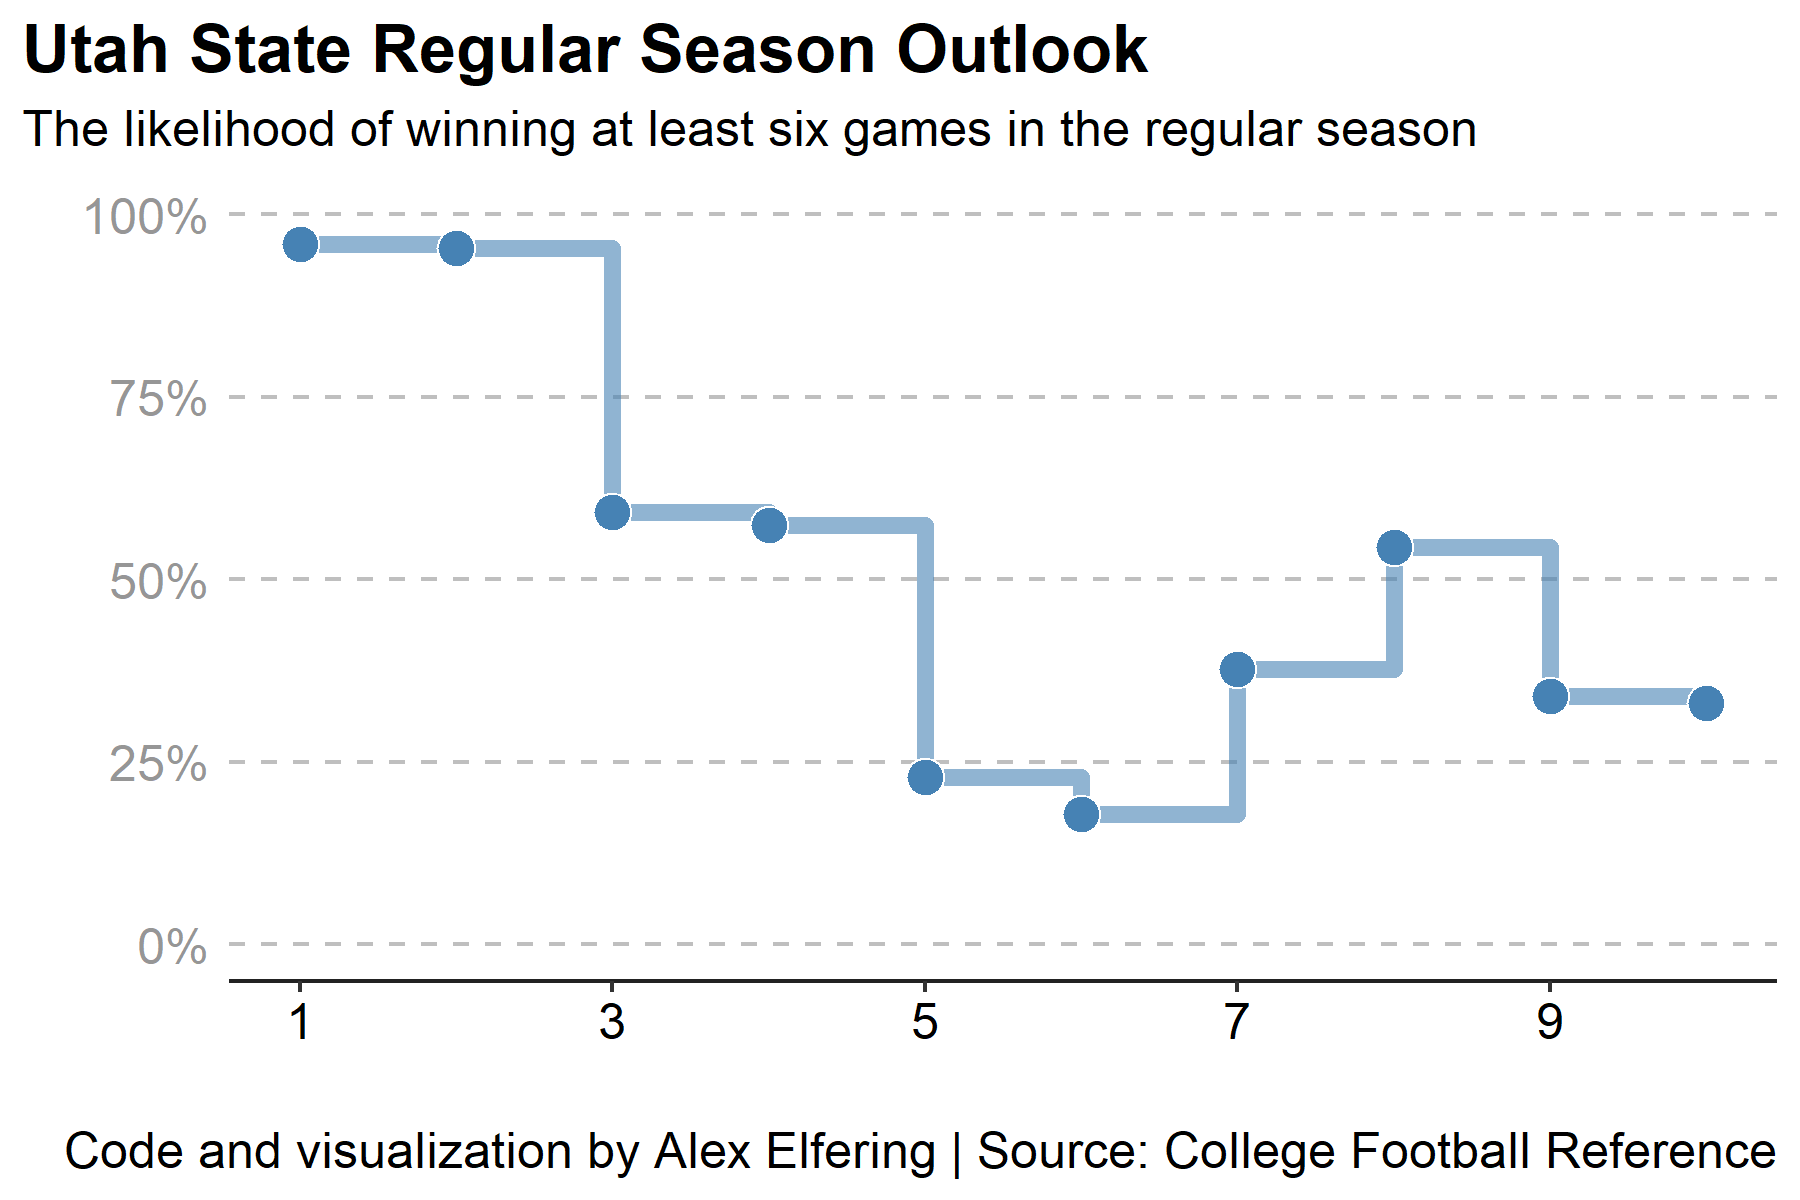 Utah State Regular Season Outlook
The likelihood of winning at least six games in the regular season
100%
75%
50%
25%
0%
1 3 5 7 9
Code and visualization by Alex Elfering | Source: College Football Reference